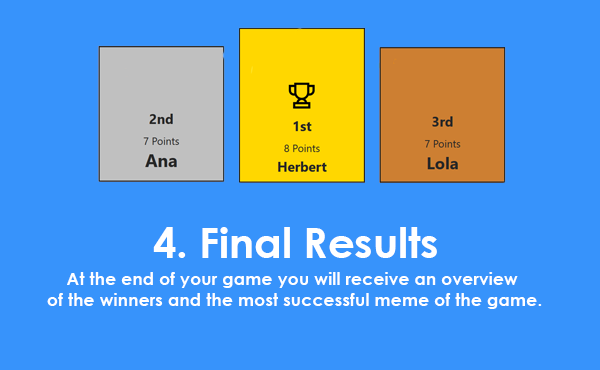 2nd
7 Points
Ana
1st
8 Points
Herbert
3rd
7 Points
Lola
4. Final Results
At the end of your game you will receive an overview
of the winners and the most successful meme of the game.